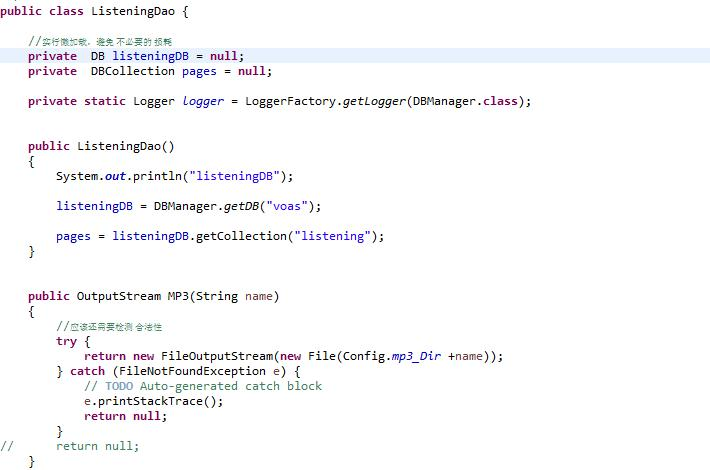 public class ListeningDao {
//实行懒加载，避免 不必要的 损耗
private  DB listeningDB = null;
private  DBCollection pages = null;
private static Logger logger = LoggerFactory.getLogger(DBManager.class);
public ListeningDao()
{
System.out.println("listeningDB");
listeningDB = DBManager.getDB("voas");
pages = listeningDB.getCollection("listening");
}
public OutputStream MP3(String name)
{
//应该还需要检测 合法性
try {
return new FileOutputStream(new File(Config.mp3_Dir +name));
} catch (FileNotFoundException e) {
// TODO Auto-generated catch block
e.printStackTrace();
return null;
}
//      return null;
}